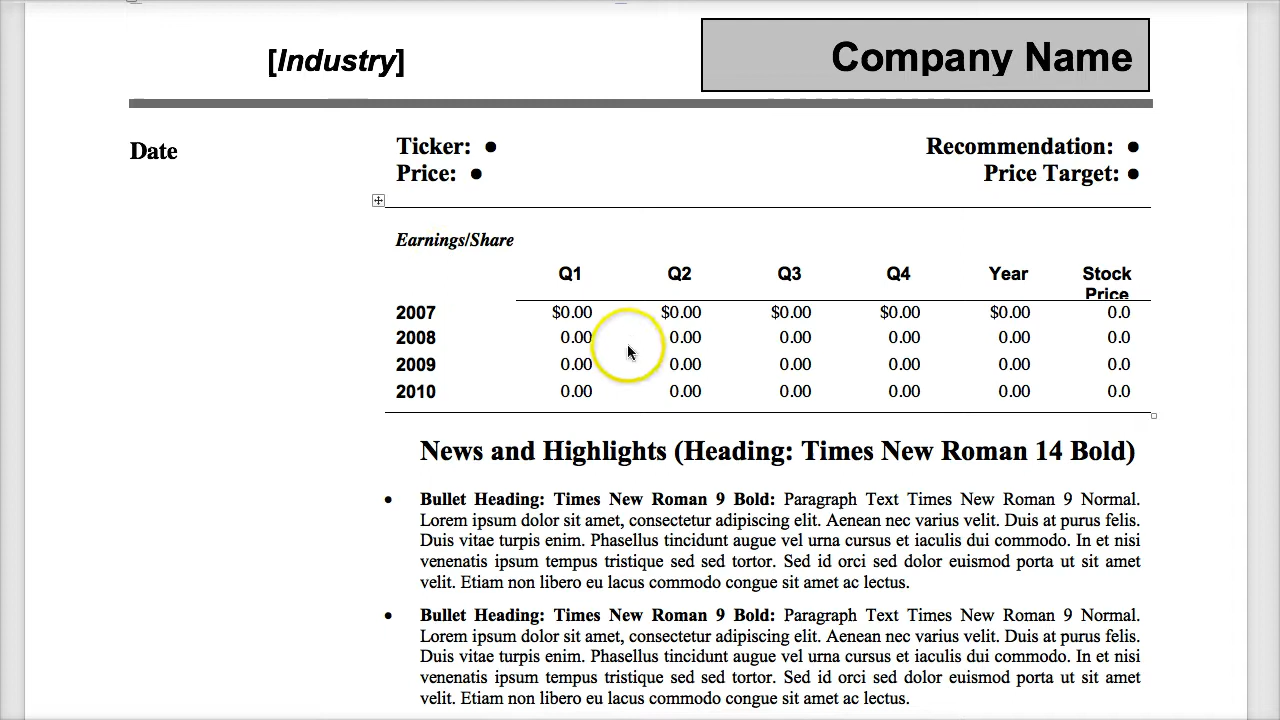 [Industry]
Company Name
Date
Ticker: ●
Recommendation: ●
Price: ●
Price Target: ●
Earnings/Share
Q1 Q2 Q3 Q4 Year Stock Price
2007 $0.00 $0.00 $0.00 $0.00 $0.00 0.0
2008 0.00 0.00 0.00 0.00 0.00 0.0
2009 0.00 0.00 0.00 0.00 0.00 0.0
2010 0.00 0.00 0.00 0.00 0.00 0.0
News and Highlights (Heading: Times New Roman 14 Bold)
• Bullet Heading: Times New Roman 9 Bold: Paragraph Text Times New Roman 9 Normal.
Lorem ipsum dolor sit amet, consectetur adipiscing elit. Aenean nec varius velit. Duis at purus felis.
Duis vitae turpis enim. Phasellus tincidunt augue vel urna cursus et iaculis dui commodo. In et nisi
venenatis ipsum tempus tristique sed sed tortor. Sed id orci sed dolor euismod porta ut sit amet
velit. Etiam non libero eu lacus commodo congue sit amet ac lectus.
• Bullet Heading: Times New Roman 9 Bold: Paragraph Text Times New Roman 9 Normal.
Lorem ipsum dolor sit amet, consectetur adipiscing elit. Aenean nec varius velit. Duis at purus felis.
Duis vitae turpis enim. Phasellus tincidunt augue vel urna cursus et iaculis dui commodo. In et nisi
venenatis ipsum tempus tristique sed sed tortor. Sed id orci sed dolor euismod porta ut sit amet
velit. Etiam non libero eu lacus commodo congue sit amet ac lectus.